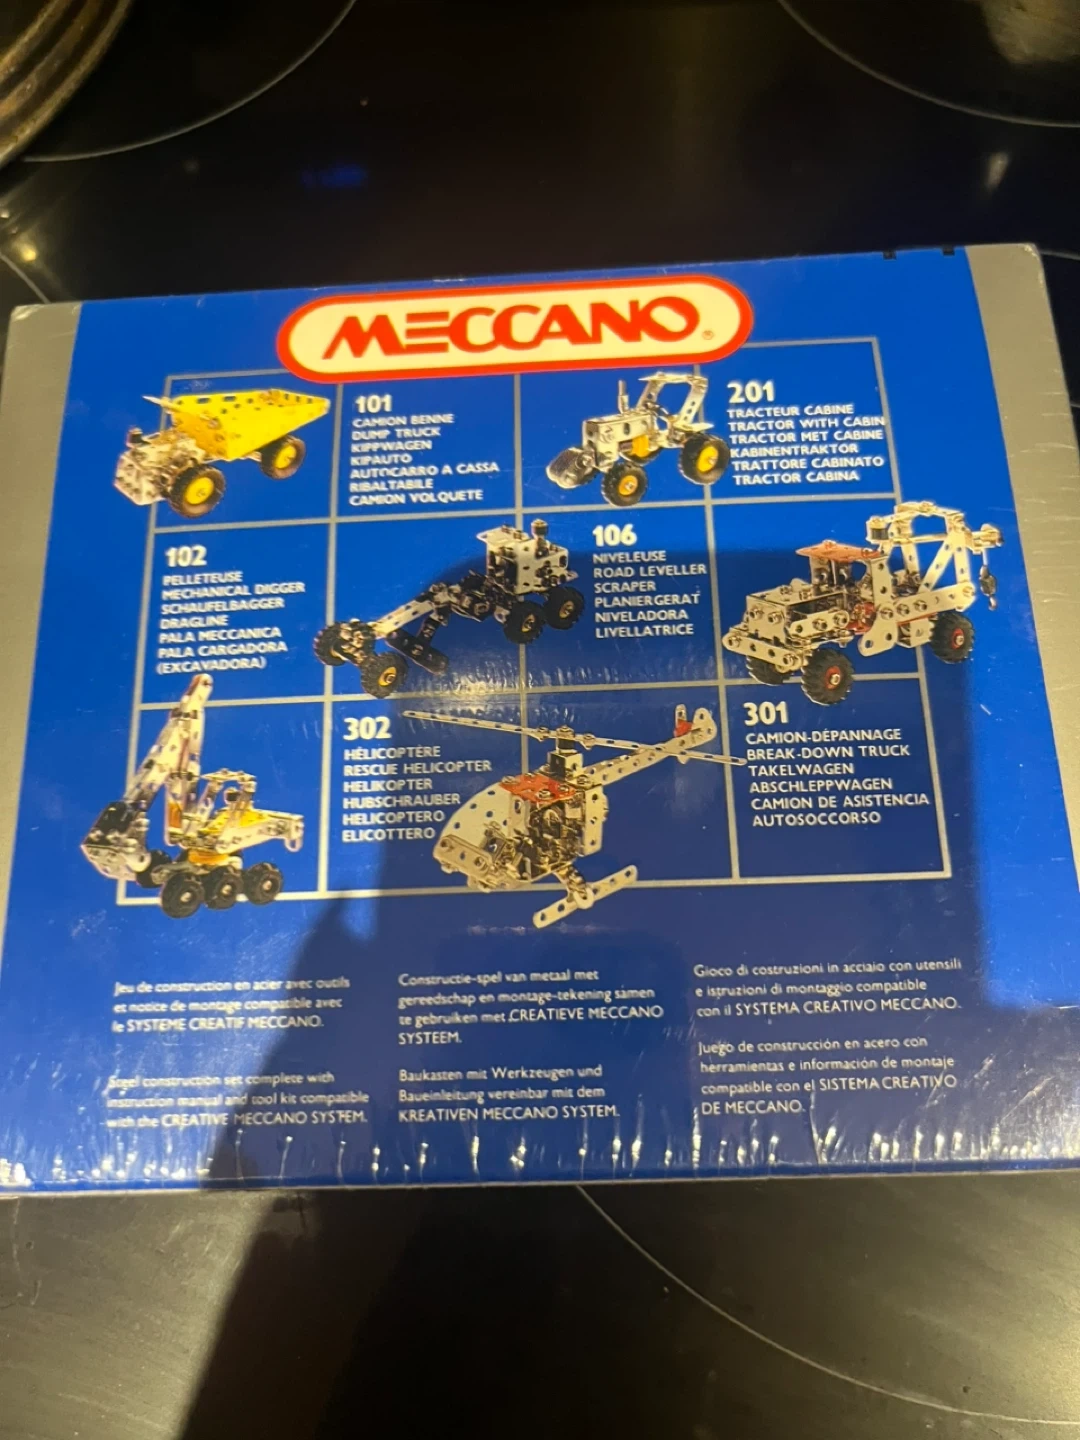 MECCANO®
101
CAMION BENNE
DUMP TRUCK
KIPPWAGEN
KIPAUTO
AUTOCARRO A CASSA
RIBALTABILE
CAMION VOLQUETE
201
TRACTEUR CABINE
TRACTOR WITH CABIN
TRACTOR MET CABINE
KABINENTRAKTOR
TRATTORE CABINATO
TRACTOR CABINA
102
PELLETEUSE
MECHANICAL DIGGER
SCHAUFELBAGGER
DRAGLINE
PALA MECCANICA
PALA CARGADORA
(EXCAVADORA)
106
NIVELEUSE
ROAD LEVELLER
SCRAPER
PLANIERGERAT
NIVELADORA
LIVELLATRICE
302
HÉLICOPTÈRE
RESCUE HELICOPTER
HELIKOPTER
HUBSCHRAUBER
HELICOPTERO
ELICOTTERO
301
CAMION-DÉPANNAGE
BREAK-DOWN TRUCK
TAKELWAGEN
ABSCHLEPPWAGEN
CAMION DE ASISTENCIA
AUTOSOCCORSO
Jeu de construction en acier avec outils
et notice de montage compatible avec
le SYSTEME CREATIF MECCANO.
Steel construction set complete with
instruction manual and tool kit compatible
with the CREATIVE MECCANO SYSTEM.
Constructie-spel van metaal met
gereedschap en montage-tekening samen
te gebruiken met CREATIEVE MECCANO
SYSTEEM.
Baukasten mit Werkzeugen und
Baueinleitung vereinbar mit dem
KREATIVEN MECCANO SYSTEM.
Gioco di costruzioni in acciaio con utensili
e istruzioni di montaggio compatibile
con il SYSTEMA CREATIVO MECCANO.
Juego de construcción en acero con
herramientas e información de montaje
compatible con el SISTEMA CREATIVO
DE MECCANO.